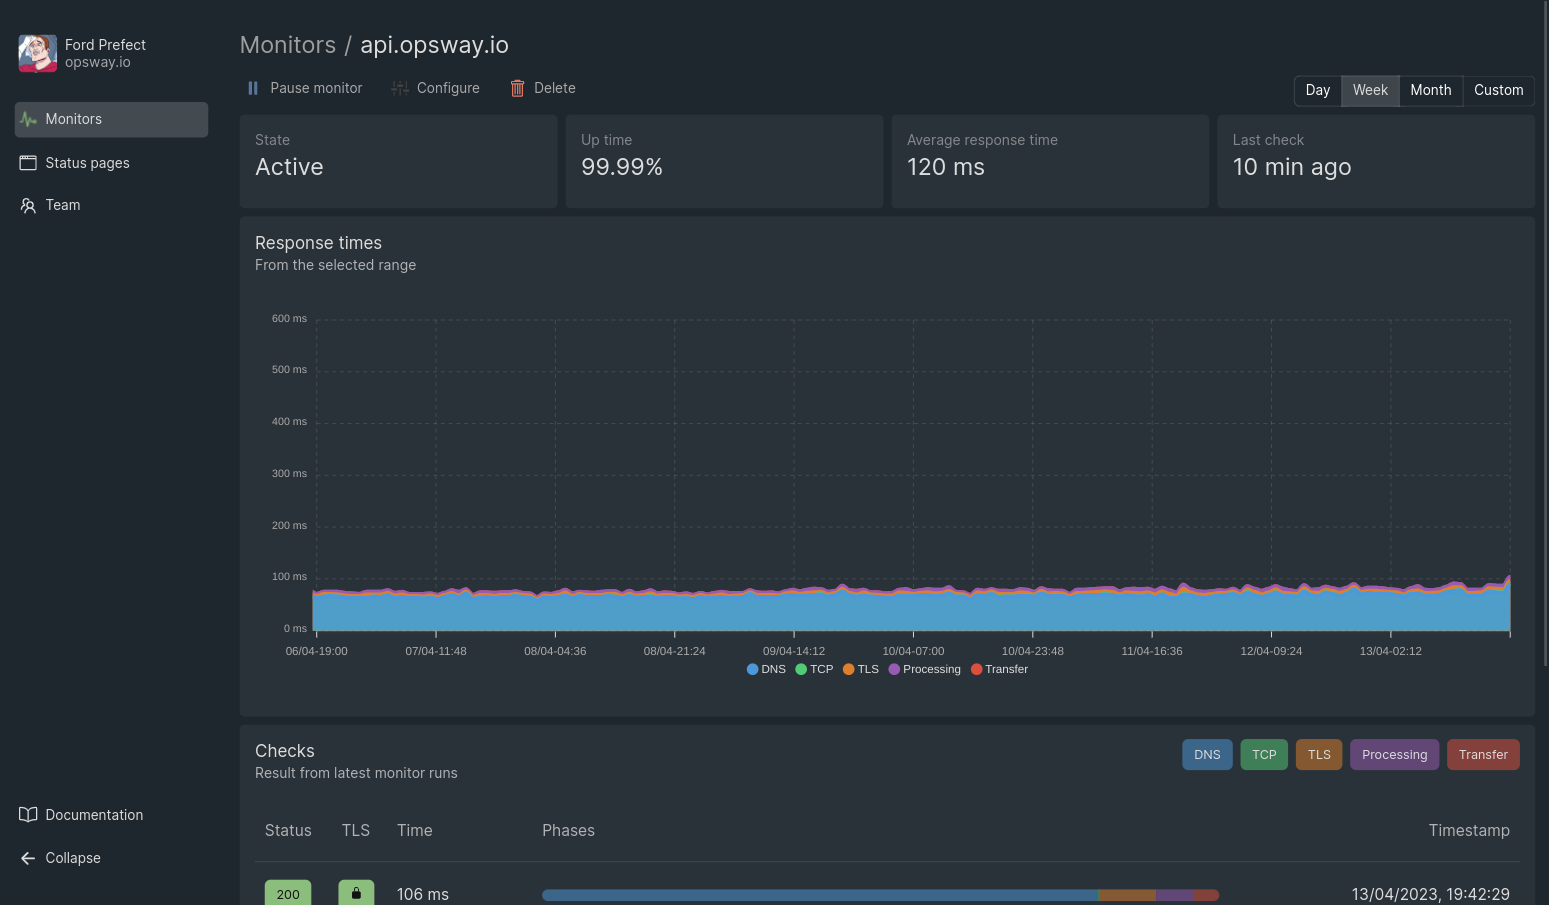 Ford Prefect
opsway.io
Monitors
Status pages
Team
Documentation
Collapse
Monitors / api.opsway.io
Pause monitor Configure Delete
Day Week Month Custom
State
Active
Up time
99.99%
Average response time
120 ms
Last check
10 min ago
Response times
From the selected range
600 ms
500 ms
400 ms
300 ms
200 ms
100 ms
0 ms
06/04-19:00 07/04-11:48 08/04-04:36 08/04-21:24 09/04-14:12 10/04-07:00 10/04-23:48 11/04-16:36 12/04-09:24 13/04-02:12
DNS TCP TLS Processing Transfer
Checks
Result from latest monitor runs
DNS TCP TLS Processing Transfer
Status TLS Time Phases Timestamp
200 106 ms 13/04/2023, 19:42:29